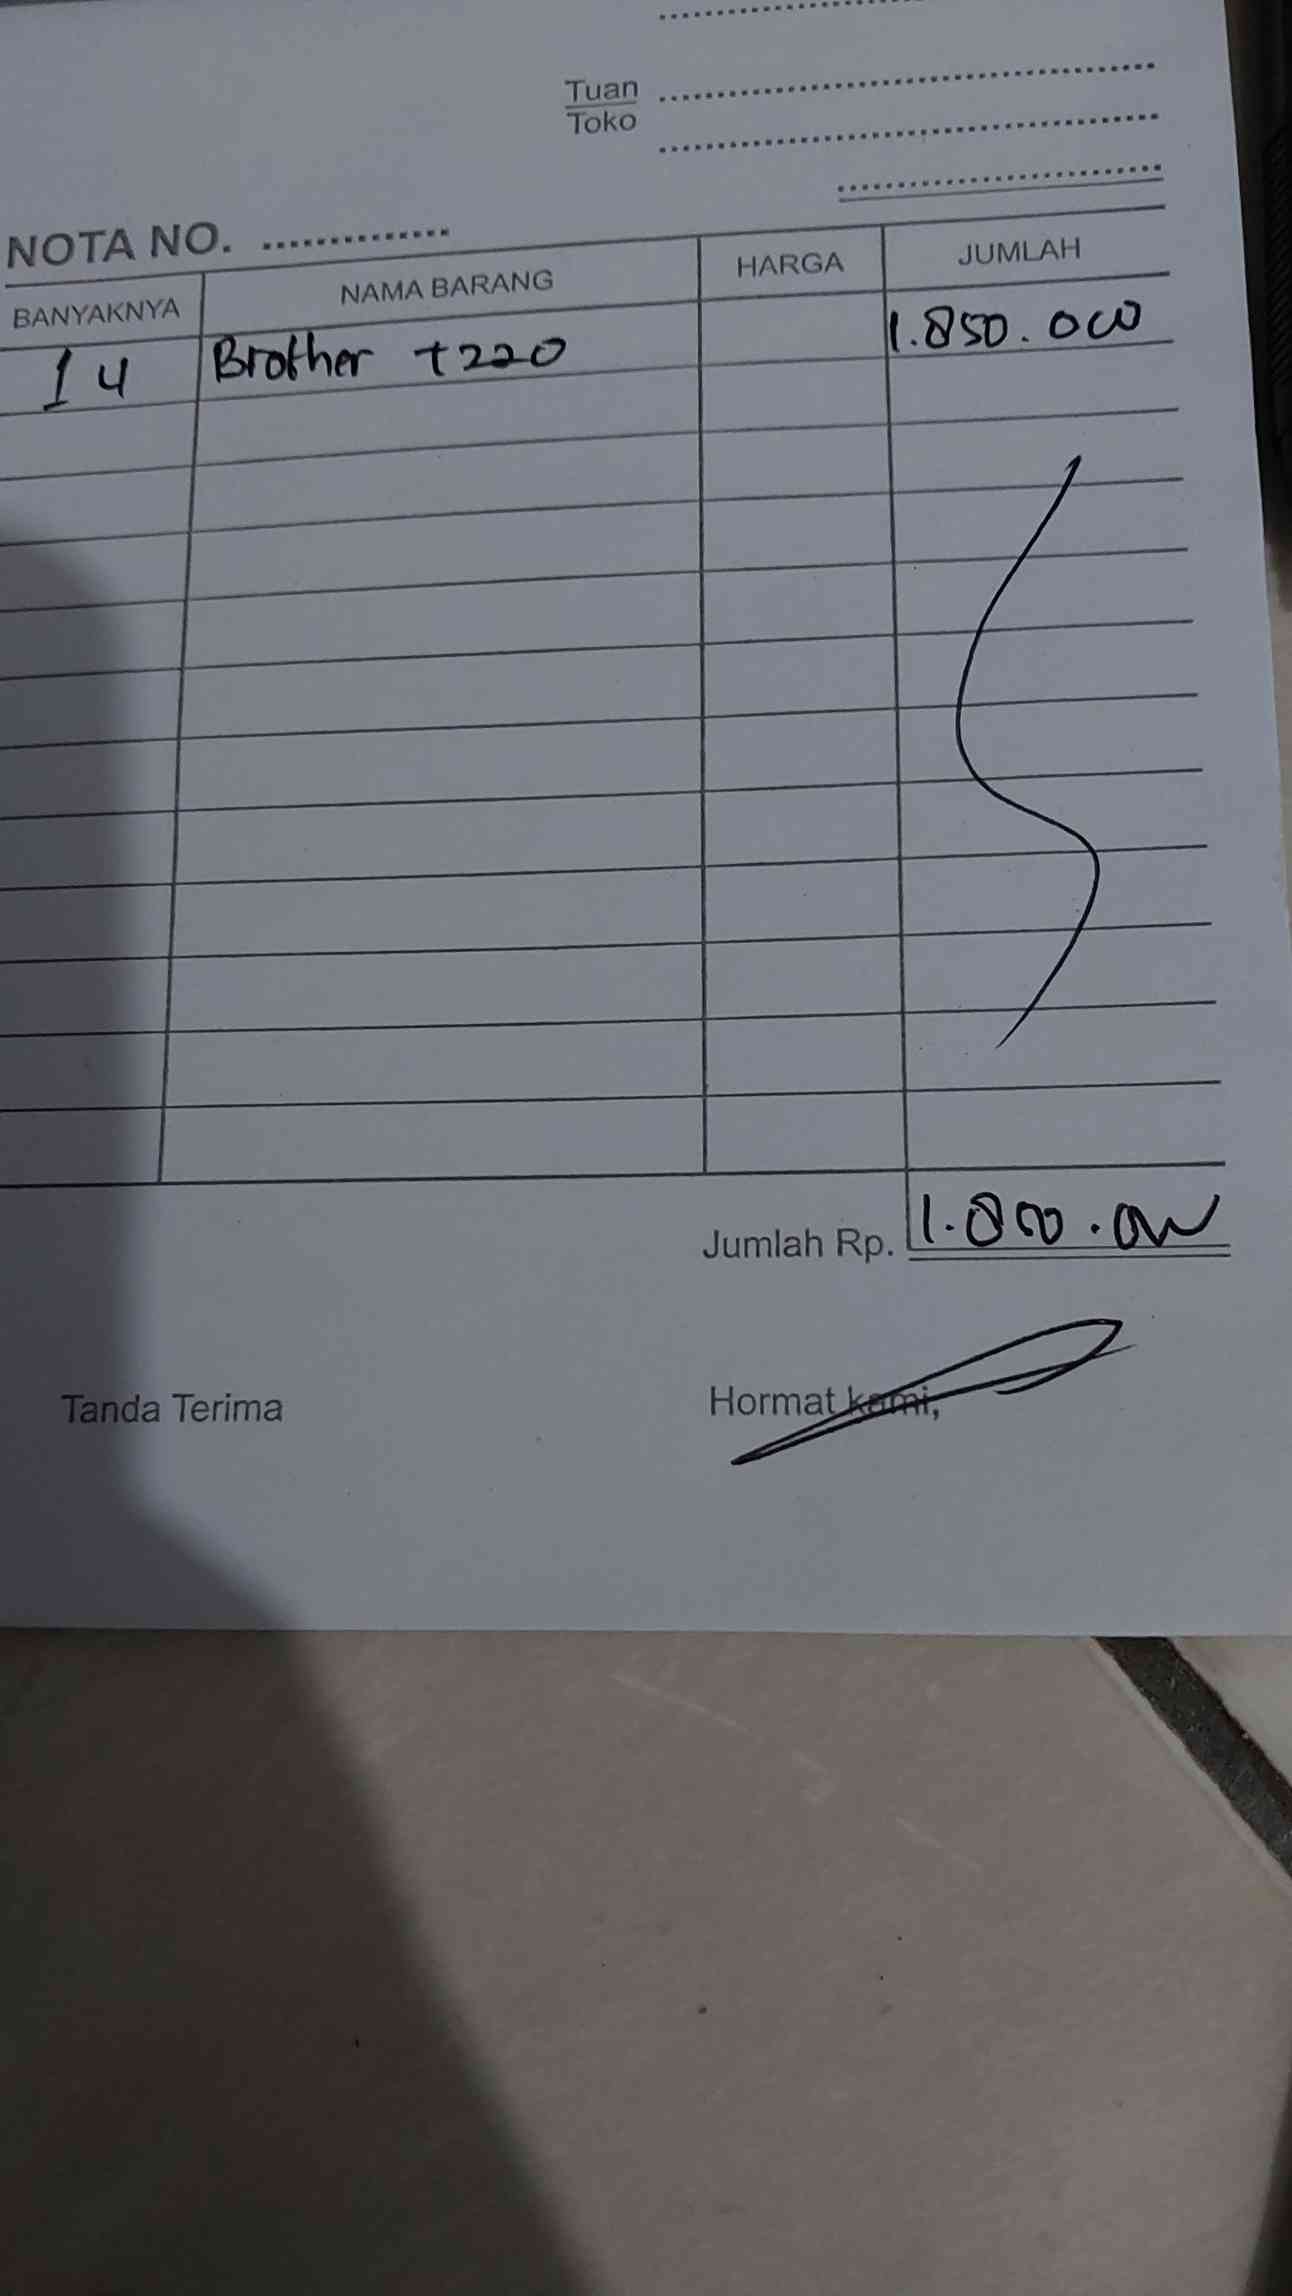 Tuan
Toko
NOTA NO. ..............
BANYAKNYA NAMA BARANG HARGA JUMLAH
1 u Brother t220 1.850.000
Jumlah Rp.
Tanda Terima Hormat kami,